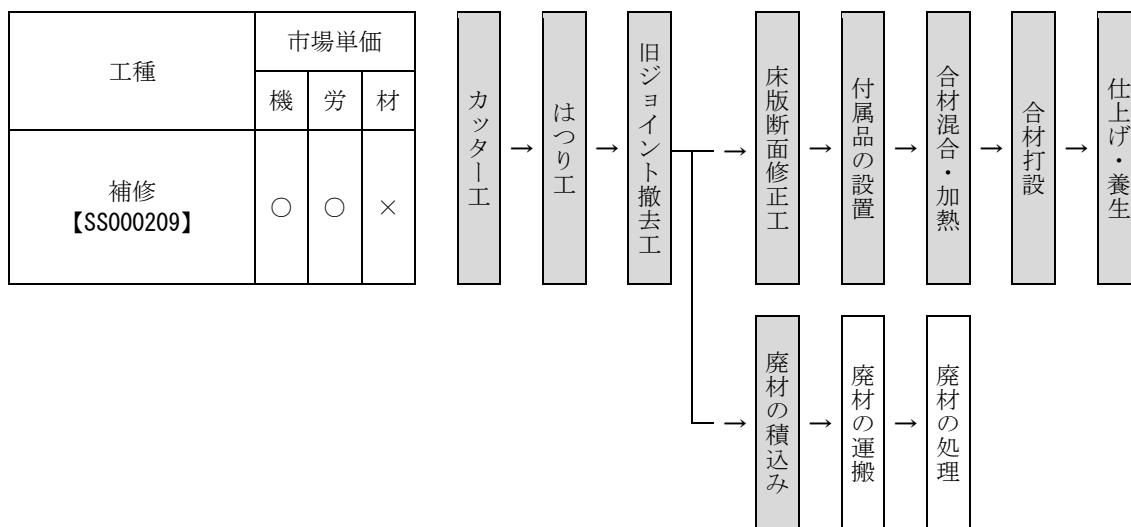 工種
市場単価
機 労 材
補修
【SS000209】
○ ○ ×
カッター工
→
はつり工
→
旧ジョイント撤去工
→
床版断面修正工
→
付属品の設置
→
合材混合・加熱
→
合材打設
→
仕上げ・養生
→
廃材の積込み
→
廃材の運搬
→
廃材の処理